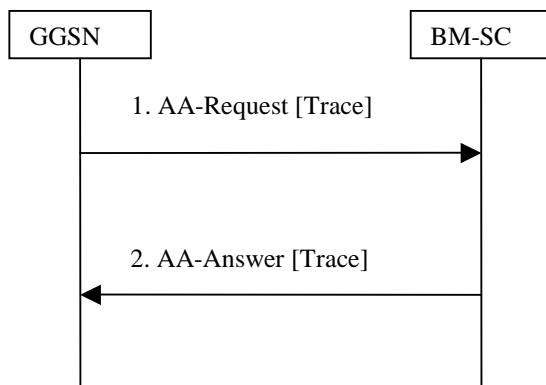 GGSN
BM-SC
1. AA-Request [Trace]
2. AA-Answer [Trace]